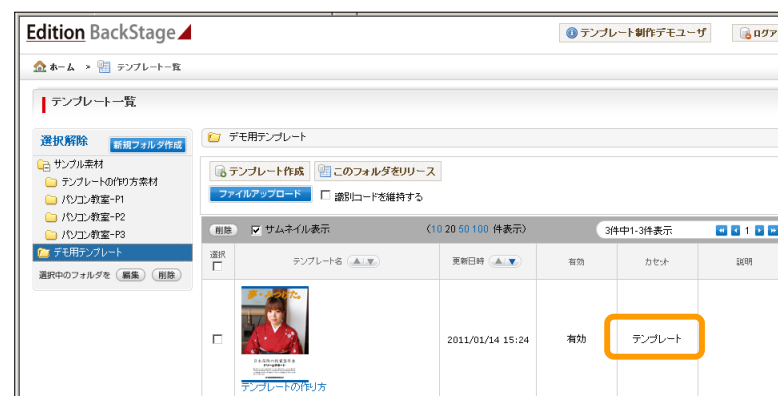 Edition BackStage
テンプレート制作デモユーザ
ログア
ホーム > テンプレート一覧
テンプレート一覧
選択解除 新規フォルダ作成
サンプル素材
テンプレートの作り方素材
パソコン教室-P1
パソコン教室-P2
パソコン教室-P3
デモ用テンプレート
選択中のフォルダを 編集 削除
デモ用テンプレート
テンプレート作成 このフォルダをリリース
ファイルアップロード 識別コードを維持する
削除 サムネイル表示 (10 20 50 100 件表示) 3件中1-3件表示 1
選択 テンプレート名 ▲ ▼ 更新日時 ▲ ▼ 有効 カセット 説明
夢・みつけた。
2011/01/14 15:24 有効 テンプレート
テンプレートの作り方